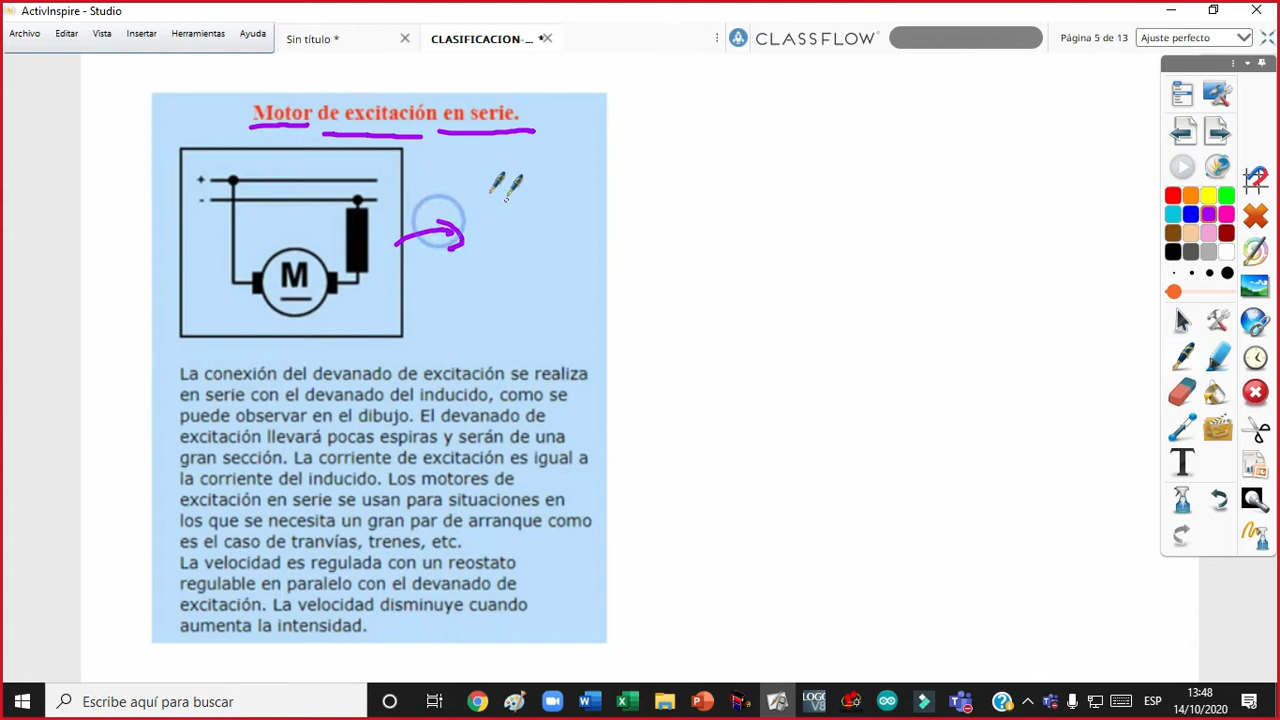 ActivInspire - Studio
Archivo Editar Vista Insertar Herramientas Ayuda
Sin título *
CLASIFICACION-... *
CLASSFLOW
Página 5 de 13
Ajuste perfecto
Motor de excitación en serie.
+
-
M
La conexión del devanado de excitación se realiza
en serie con el devanado del inducido, como se
puede observar en el dibujo. El devanado de
excitación llevará pocas espiras y serán de una
gran sección. La corriente de excitación es igual a
la corriente del inducido. Los motores de
excitación en serie se usan para situaciones en
los que se necesita un gran par de arranque como
es el caso de tranvías, trenes, etc.
La velocidad es regulada con un reostato
regulable en paralelo con el devanado de
excitación. La velocidad disminuye cuando
aumenta la intensidad.
T
Escribe aquí para buscar
ESP
13:48
14/10/2020